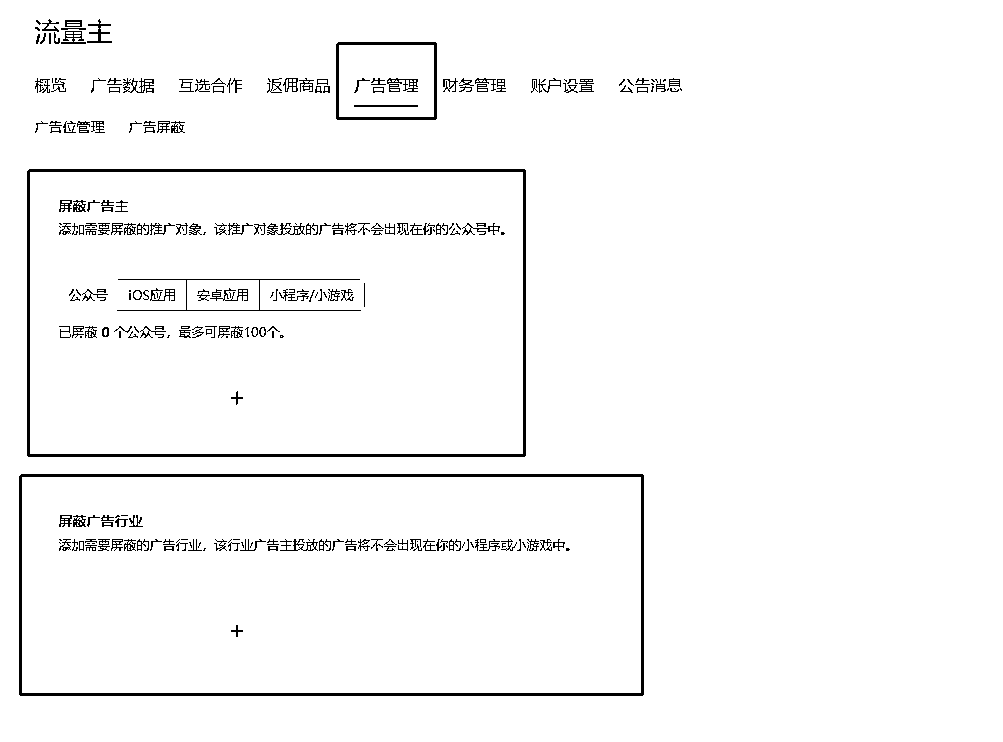 流量主
概览 广告数据 互选合作 返佣商品 广告管理 财务管理 账户设置 公告消息
广告位管理 广告屏蔽
屏蔽广告主
添加需要屏蔽的推广对象，该推广对象投放的广告将不会出现在你的公众号中。
公众号 iOS应用 安卓应用 小程序/小游戏
已屏蔽 0 个公众号，最多可屏蔽100个。
+
屏蔽广告行业
添加需要屏蔽的广告行业，该行业广告主投放的广告将不会出现在你的小程序或小游戏中。
+